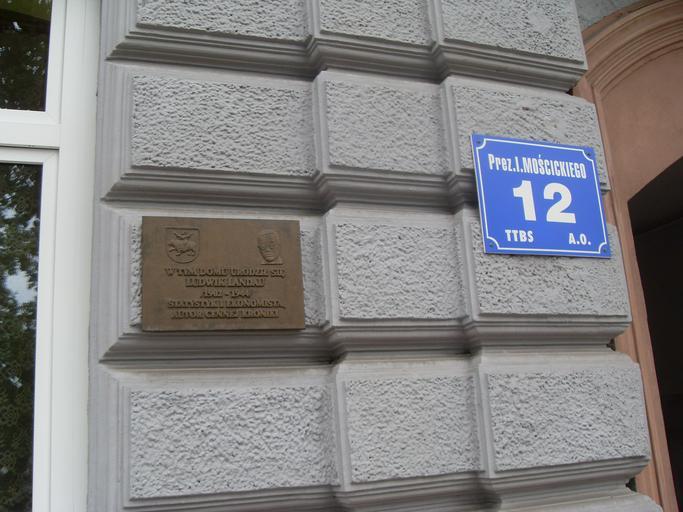 W TYM DOMU URODZIŁ SIĘ
LUDWIK LANDAU
1902 - 1944
STATYSTYK I EKONOMISTA,
AUTOR CENNEJ KRONIKI
Prez.I.MOŚCICKIEGO
12
TTBS A.O.